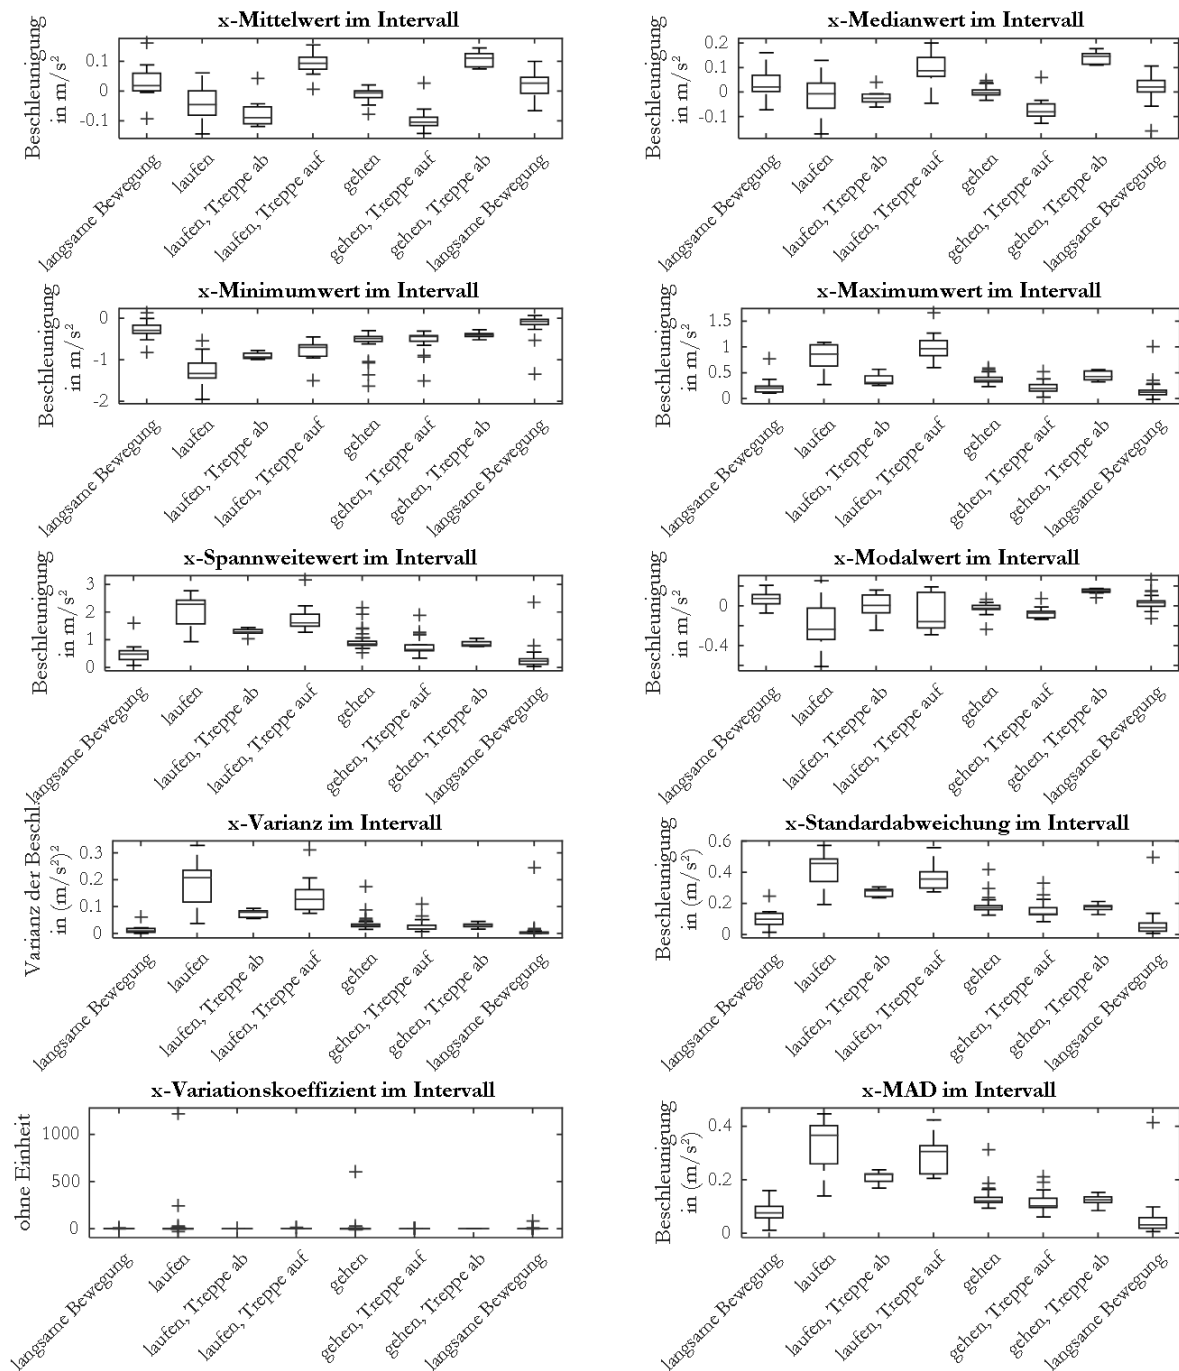 x-Mittelwert im Intervall
Beschleunigung
in m/s²
0.1
-0.1
langsame Bewegung
laufen
laufen, Treppe ab
laufen, Treppe auf
gehen
gehen, Treppe auf
gehen, Treppe ab
langsame Bewegung
x-Medianwert im Intervall
Beschleunigung
in m/s²
0.2
0.1
0
-0.1
langsame Bewegung
laufen
laufen, Treppe ab
laufen, Treppe auf
gehen
gehen, Treppe auf
gehen, Treppe ab
langsame Bewegung
x-Minimumwert im Intervall
Beschleunigung
in m/s²
0
-1
-2
langsame Bewegung
laufen
laufen, Treppe ab
laufen, Treppe auf
gehen
gehen, Treppe auf
gehen, Treppe ab
langsame Bewegung
x-Maximumwert im Intervall
Beschleunigung
in m/s²
1.5
1
0.5
0
langsame Bewegung
laufen
laufen, Treppe ab
laufen, Treppe auf
gehen
gehen, Treppe auf
gehen, Treppe ab
langsame Bewegung
x-Spannweitewert im Intervall
Beschleunigung
in m/s²
3
2
1
0
langsame Bewegung
laufen
laufen, Treppe ab
laufen, Treppe auf
gehen
gehen, Treppe auf
gehen, Treppe ab
langsame Bewegung
x-Modalwert im Intervall
Beschleunigung
in m/s²
0
-0.4
langsame Bewegung
laufen
laufen, Treppe ab
laufen, Treppe auf
gehen
gehen, Treppe auf
gehen, Treppe ab
langsame Bewegung
x-Varianz im Intervall
Varianz der Beschl.
in (m/s²)²
0.3
0.2
0.1
0
langsame Bewegung
laufen
laufen, Treppe ab
laufen, Treppe auf
gehen
gehen, Treppe auf
gehen, Treppe ab
langsame Bewegung
x-Standardabweichung im Intervall
Beschleunigung
in (m/s²)
0.6
0.4
0.2
0
langsame Bewegung
laufen
laufen, Treppe ab
laufen, Treppe auf
gehen
gehen, Treppe auf
gehen, Treppe ab
langsame Bewegung
x-Variationskoeffizient im Intervall
ohne Einheit
1000
500
0
langsame Bewegung
laufen
laufen, Treppe ab
laufen, Treppe auf
gehen
gehen, Treppe auf
gehen, Treppe ab
langsame Bewegung
x-MAD im Intervall
Beschleunigung
in (m/s²)
0.4
0.2
0
langsame Bewegung
laufen
laufen, Treppe ab
laufen, Treppe auf
gehen
gehen, Treppe auf
gehen, Treppe ab
langsame Bewegung